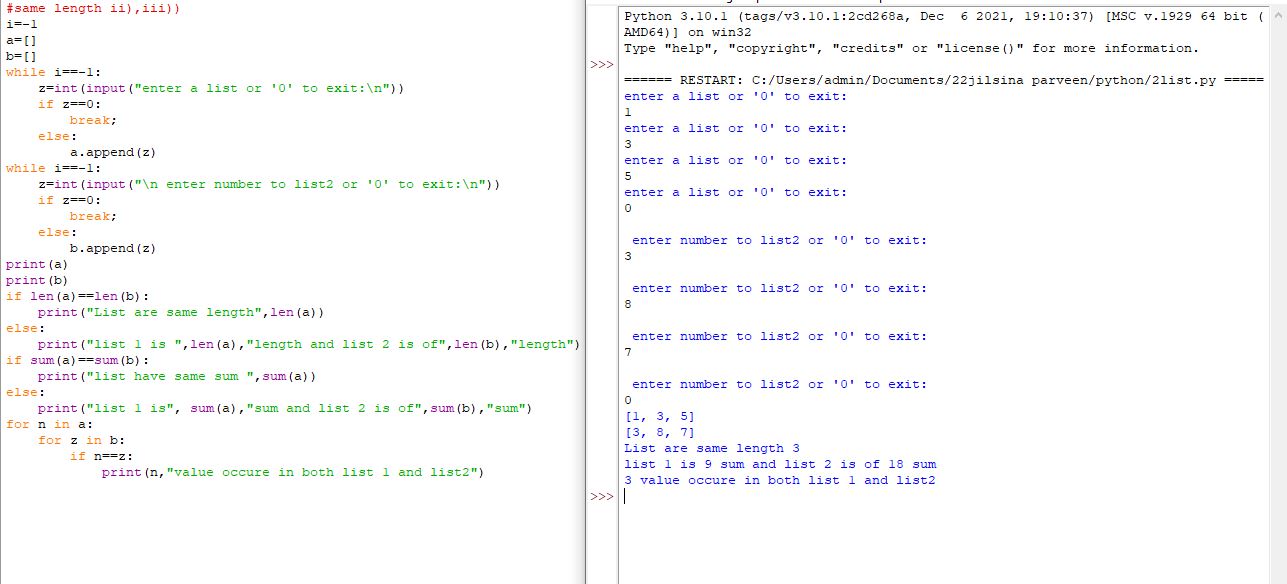 #same length ii),iii))
i=-1
a=[]
b=[]
while i==-1:
    z=int(input("enter a list or '0' to exit:\n"))
    if z==0:
        break;
    else:
        a.append(z)
while i==-1:
    z=int(input("\n enter number to list2 or '0' to exit:\n"))
    if z==0:
        break;
    else:
        b.append(z)
print(a)
print(b)
if len(a)==len(b):
    print("List are same length",len(a))
else:
    print("list 1 is ",len(a),"length and list 2 is of",len(b),"length")
if sum(a)==sum(b):
    print("list have same sum ",sum(a))
else:
    print("list 1 is", sum(a),"sum and list 2 is of",sum(b),"sum")
for n in a:
    for z in b:
        if n==z:
            print(n,"value occure in both list 1 and list2")
Python 3.10.1 (tags/v3.10.1:2cd268a, Dec  6 2021, 19:10:37) [MSC v.1929 64 bit (
AMD64)] on win32
Type "help", "copyright", "credits" or "license()" for more information.
>>>
====== RESTART: C:/Users/admin/Documents/22jilsina parveen/python/2list.py =====
enter a list or '0' to exit:
1
enter a list or '0' to exit:
3
enter a list or '0' to exit:
5
enter a list or '0' to exit:
0
 enter number to list2 or '0' to exit:
3
 enter number to list2 or '0' to exit:
8
 enter number to list2 or '0' to exit:
7
 enter number to list2 or '0' to exit:
0
[1, 3, 5]
[3, 8, 7]
List are same length 3
list 1 is 9 sum and list 2 is of 18 sum
3 value occure in both list 1 and list2
>>>